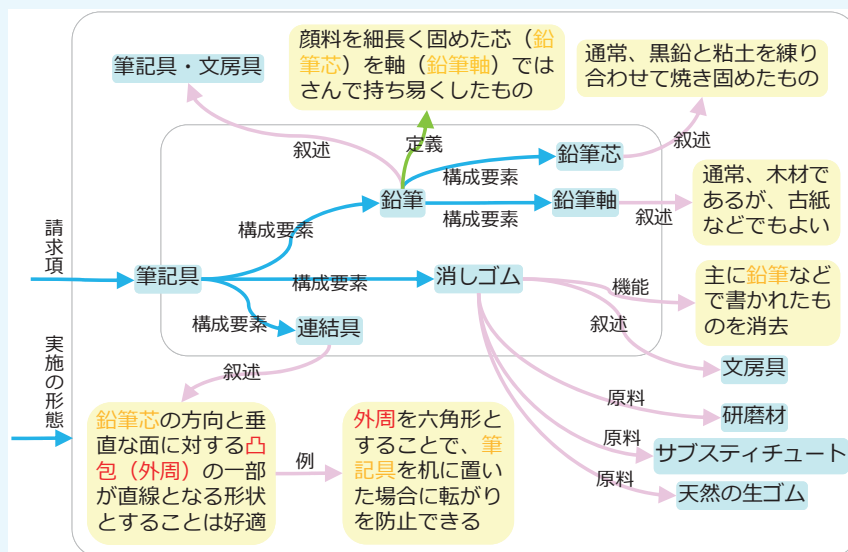 顔料を細長く固めた芯（鉛
筆芯）を軸（鉛筆軸）では
さんで持ち易くしたもの
通常、黒鉛と粘土を練り
合わせて焼き固めたもの
筆記具・文房具
叙述
定義
鉛筆芯
叙述
構成要素
鉛筆
構成要素
鉛筆軸
叙述
通常、木材で
あるが、古紙
などでもよい
請求項
構成要素
筆記具
構成要素
消しゴム
機能
主に鉛筆など
で書かれたも
のを消去
構成要素
連結具
叙述
文房具
実施の形態
叙述
原料
研磨材
鉛筆芯の方向と垂
直な面に対する凸
包（外周）の一部
が直線となる形状
とすることは好適
例
外周を六角形と
することで、筆
記具を机に置い
た場合に転がり
を防止できる
原料
サブスティチュート
原料
天然の生ゴム